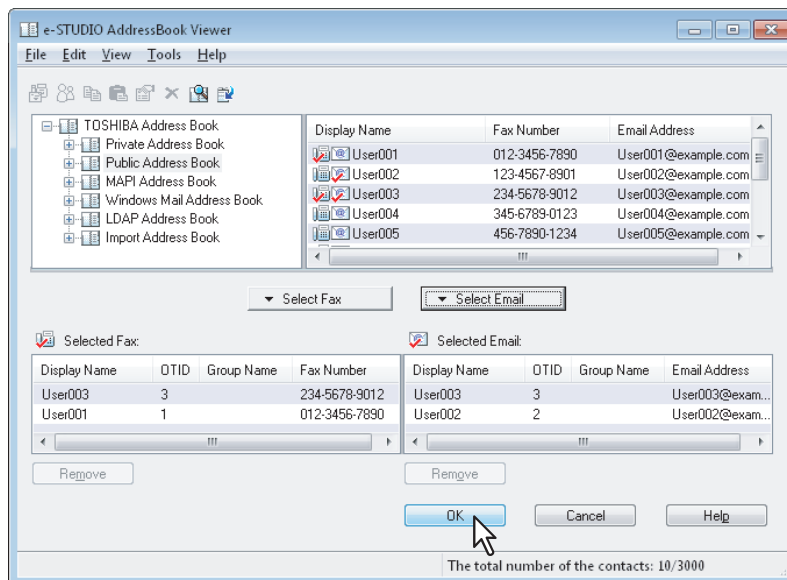 e-STUDIO AddressBook Viewer
File Edit View Tools Help
TOSHIBA Address Book
Private Address Book
Public Address Book
MAPI Address Book
Windows Mail Address Book
LDAP Address Book
Import Address Book
Display Name Fax Number Email Address
User001 012-3456-7890 User001@example.com
User002 123-4567-8901 User002@example.com
User003 234-5678-9012 User003@example.com
User004 345-6789-0123 User004@example.com
User005 456-7890-1234 User005@example.com
Select Fax Select Email
Selected Fax:
Display Name OTID Group Name Fax Number
User003 3 234-5678-9012
User001 1 012-3456-7890
Remove
Selected Email:
Display Name OTID Group Name Email Address
User003 3 User003@exam...
User002 2 User002@exam...
Remove
OK Cancel Help
The total number of the contacts: 10/3000